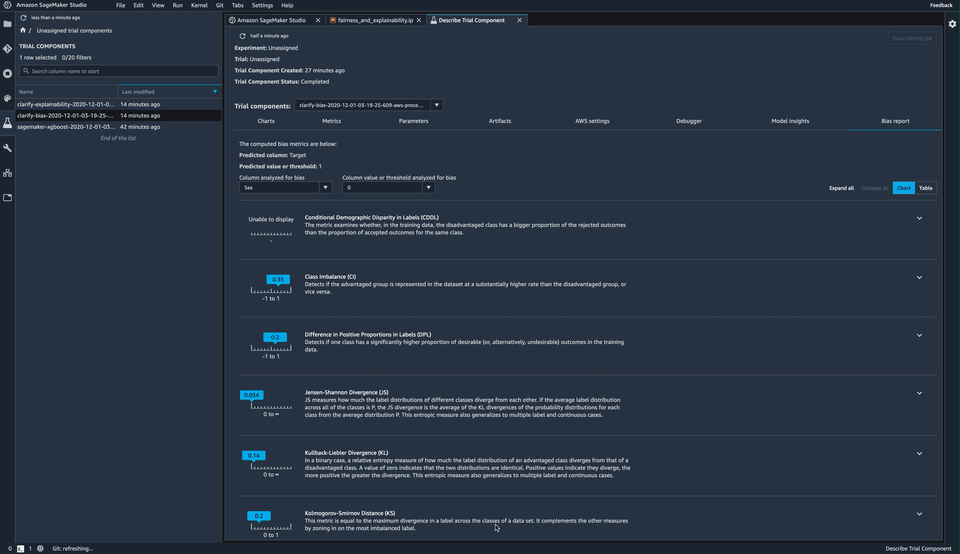 Amazon SageMaker Studio File Edit View Run Kernel Git Tabs Settings Help Feedback
less than a minute ago
/ Unassigned trial components
TRIAL COMPONENTS
1 row selected 0/20 filters
Search column name to start
Name Last modified
clarify-explainability-2020-12-01-0... 14 minutes ago
clarify-bias-2020-12-01-03-19-25-... 14 minutes ago
sagemaker-xgboost-2020-12-01-03... 42 minutes ago
End of the list
Amazon SageMaker Studio fairness_and_explainability.ip Describe Trial Component
half a minute ago
Stop training job
Experiment: Unassigned
Trial: Unassigned
Trial Component Created: 27 minutes ago
Trial Component Status: Completed
Trial components: clarify-bias-2020-12-01-03-19-25-609-aws-proce...
Charts Metrics Parameters Artifacts AWS settings Debugger Model insights Bias report
The computed bias metrics are below:
Predicted column: Target
Predicted value or threshold: 1
Column analyzed for bias Column value or threshold analyzed for bias
Sex 0
Expand all Collapse all Chart Table
Unable to display
-
Conditional Demographic Disparity in Labels (CDDL)
The metric examines whether, in the training data, the disadvantaged class has a bigger proportion of the rejected outcomes
than the proportion of accepted outcomes for the same class.
0.35
-1 to 1
Class Imbalance (CI)
Detects if the advantaged group is represented in the dataset at a substantially higher rate than the disadvantaged group, or
vice versa.
0.2
-1 to 1
Difference in Positive Proportions in Labels (DPL)
Detects if one class has a significantly higher proportion of desirable (or, alternatively, undesirable) outcomes in the training
data.
0.034
0 to ∞
Jensen-Shannon Divergence (JS)
JS measures how much the label distributions of different classes diverge from each other. If the average label distribution
across all of the classes is P, the JS divergence is the average of the KL divergences of the probability distributions for each
class from the average distribution P. This entropic measure also generalizes to multiple label and continuous cases.
0.14
0 to ∞
Kullback-Liebler Divergence (KL)
In a binary case, a relative entropy measure of how much the label distribution of an advantaged class diverges from that of a
disadvantaged class. A value of zero indicates that the two distributions are identical. Positive values indicate they diverge, the
more positive the greater the divergence. This entropic measure also generalizes to multiple label and continuous cases.
0.2
0 to 1
Kolmogorov-Smirnov Distance (KS)
This metric is equal to the maximum divergence in a label across the classes of a data set. It complements the other measures
by zoning in on the most imbalanced label.
0 1 Git: refreshing... Describe Trial Component